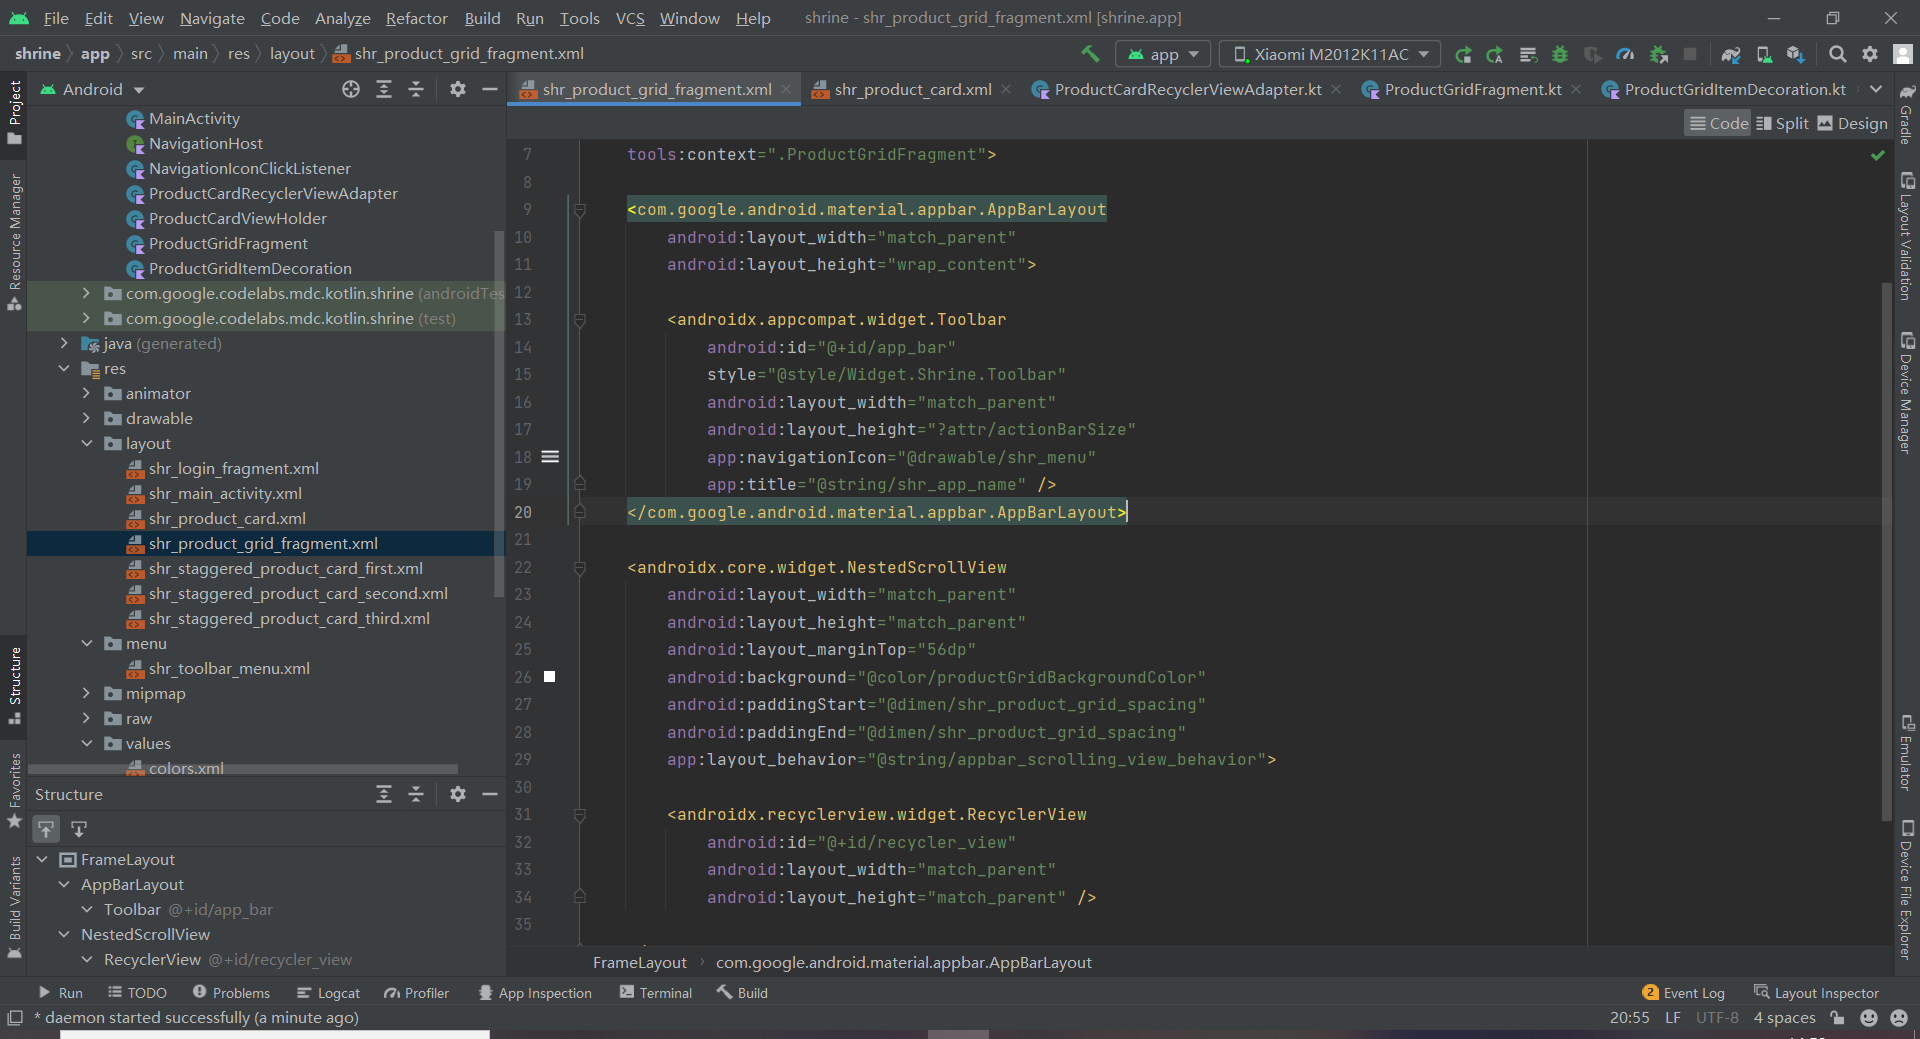 File Edit View Navigate Code Analyze Refactor Build Run Tools VCS Window Help shrine - shr_product_grid_fragment.xml [shrine.app]
shrine app src main res layout shr_product_grid_fragment.xml app Xiaomi M2012K11AC
Project
Resource Manager
Structure
Favorites
Build Variants
Android
MainActivity
NavigationHost
NavigationIconClickListener
ProductCardRecyclerViewAdapter
ProductCardViewHolder
ProductGridFragment
ProductGridItemDecoration
com.google.codelabs.mdc.kotlin.shrine (androidTes
com.google.codelabs.mdc.kotlin.shrine (test)
java (generated)
res
animator
drawable
layout
shr_login_fragment.xml
shr_main_activity.xml
shr_product_card.xml
shr_product_grid_fragment.xml
shr_staggered_product_card_first.xml
shr_staggered_product_card_second.xml
shr_staggered_product_card_third.xml
menu
shr_toolbar_menu.xml
mipmap
raw
values
colors.xml
Structure
FrameLayout
AppBarLayout
Toolbar @+id/app_bar
NestedScrollView
RecyclerView @+id/recycler_view
shr_product_grid_fragment.xml shr_product_card.xml ProductCardRecyclerViewAdapter.kt ProductGridFragment.kt ProductGridItemDecoration.kt
Code Split Design
7 tools:context=".ProductGridFragment">
8
9 <com.google.android.material.appbar.AppBarLayout
10 android:layout_width="match_parent"
11 android:layout_height="wrap_content">
12
13 <androidx.appcompat.widget.Toolbar
14 android:id="@+id/app_bar"
15 style="@style/Widget.Shrine.Toolbar"
16 android:layout_width="match_parent"
17 android:layout_height="?attr/actionBarSize"
18 app:navigationIcon="@drawable/shr_menu"
19 app:title="@string/shr_app_name" />
20 </com.google.android.material.appbar.AppBarLayout>
21
22 <androidx.core.widget.NestedScrollView
23 android:layout_width="match_parent"
24 android:layout_height="match_parent"
25 android:layout_marginTop="56dp"
26 android:background="@color/productGridBackgroundColor"
27 android:paddingStart="@dimen/shr_product_grid_spacing"
28 android:paddingEnd="@dimen/shr_product_grid_spacing"
29 app:layout_behavior="@string/appbar_scrolling_view_behavior">
30
31 <androidx.recyclerview.widget.RecyclerView
32 android:id="@+id/recycler_view"
33 android:layout_width="match_parent"
34 android:layout_height="match_parent" />
35
FrameLayout com.google.android.material.appbar.AppBarLayout
Gradle
Layout Validation
Device Manager
Emulator
Device File Explorer
Run TODO Problems Logcat Profiler App Inspection Terminal Build 2 Event Log Layout Inspector
* daemon started successfully (a minute ago) 20:55 LF UTF-8 4 spaces